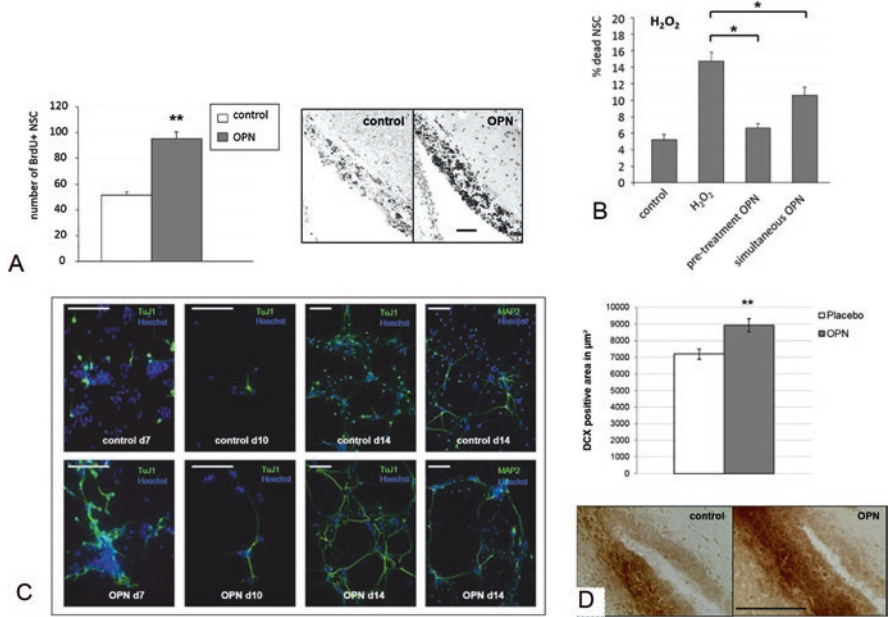 number of BrdU+ NSC
120
100
80
60
40
20
0
**
control
OPN
control
OPN
A
% dead NSC
H₂O₂
*
*
16
14
12
10
8
6
4
2
0
control
H₂O₂
pre-treatment OPN
simultaneous OPN
B
TuJ1
Hoechst
control d7
TuJ1
Hoechst
control d10
TuJ1
Hoechst
control d14
MAP2
Hoechst
control d14
TuJ1
Hoechst
OPN d7
TuJ1
Hoechst
OPN d10
TuJ1
Hoechst
OPN d14
MAP2
Hoechst
OPN d14
C
DCX positive area in µm²
10000
9000
8000
7000
6000
5000
4000
3000
2000
1000
0
**
Placebo
OPN
control
OPN
D